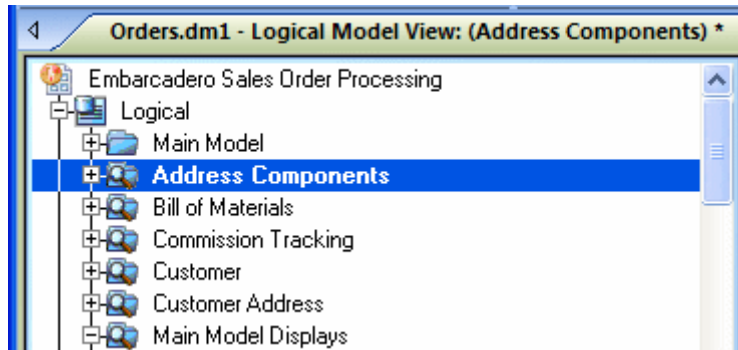 Orders.dm1 - Logical Model View: (Address Components) *
Embarcadero Sales Order Processing
Logical
Main Model
Address Components
Bill of Materials
Commission Tracking
Customer
Customer Address
Main Model Displays